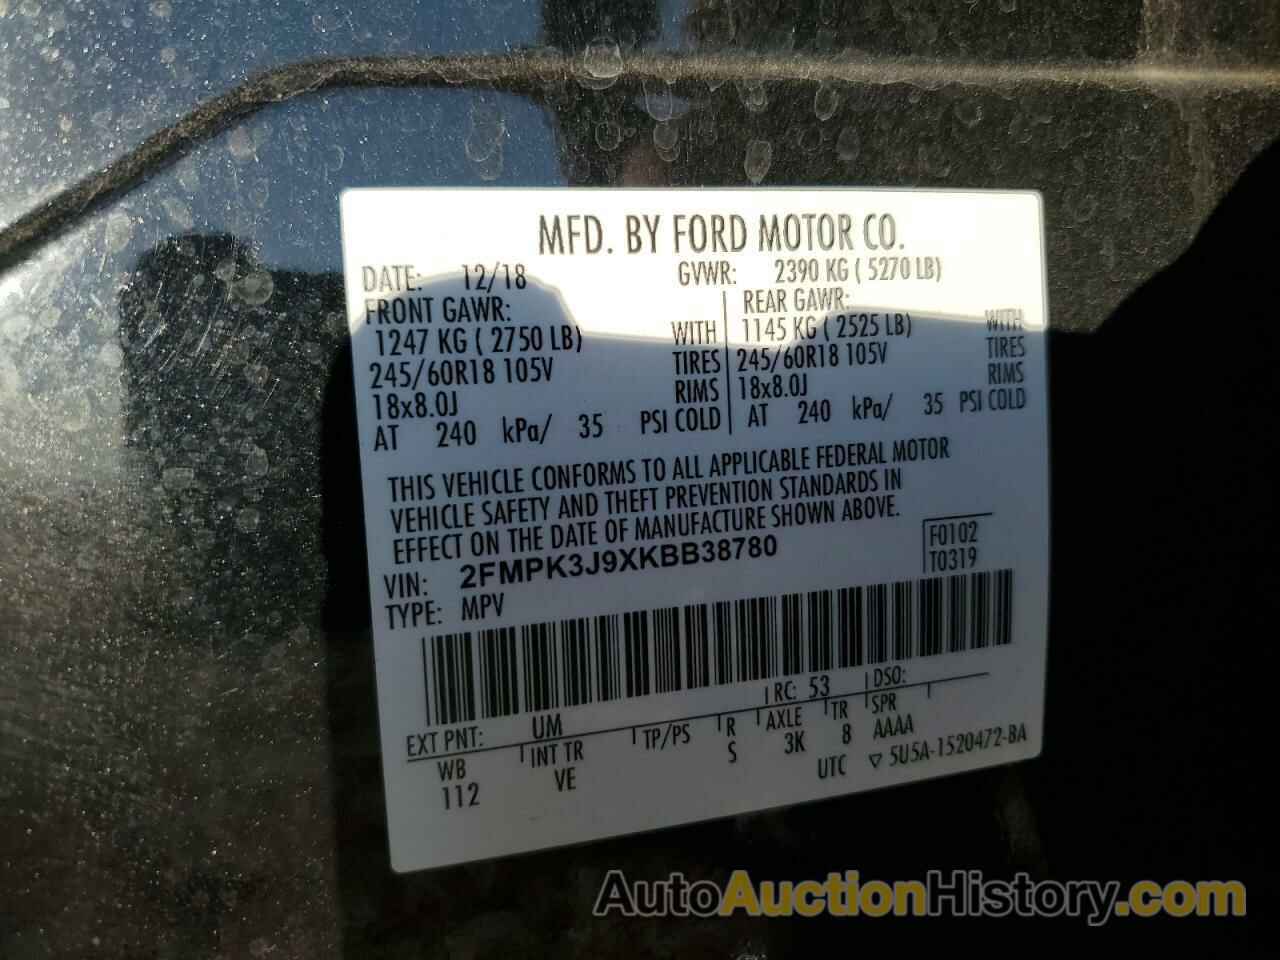 MFD. BY FORD MOTOR CO.
DATE: 12/18 GVWR: 2390 KG ( 5270 LB)
FRONT GAWR: REAR GAWR:
1247 KG ( 2750 LB) WITH 1145 KG ( 2525 LB) WITH
245/60R18 105V TIRES 245/60R18 105V TIRES
18x8.0J RIMS 18x8.0J RIMS
AT 240 kPa/ 35 PSI COLD AT 240 kPa/ 35 PSI COLD
THIS VEHICLE CONFORMS TO ALL APPLICABLE FEDERAL MOTOR
VEHICLE SAFETY AND THEFT PREVENTION STANDARDS IN
EFFECT ON THE DATE OF MANUFACTURE SHOWN ABOVE.
VIN: 2FMPK3J9XKBB38780 F0102
TYPE: MPV T0319
EXT PNT: UM RC: 53 DSO:
WB INT TR TP/PS R AXLE TR SPR
112 VE S 3K 8 AAAA
UTC ▽ 5U5A-1520472-BA
AutoAuctionHistory.com